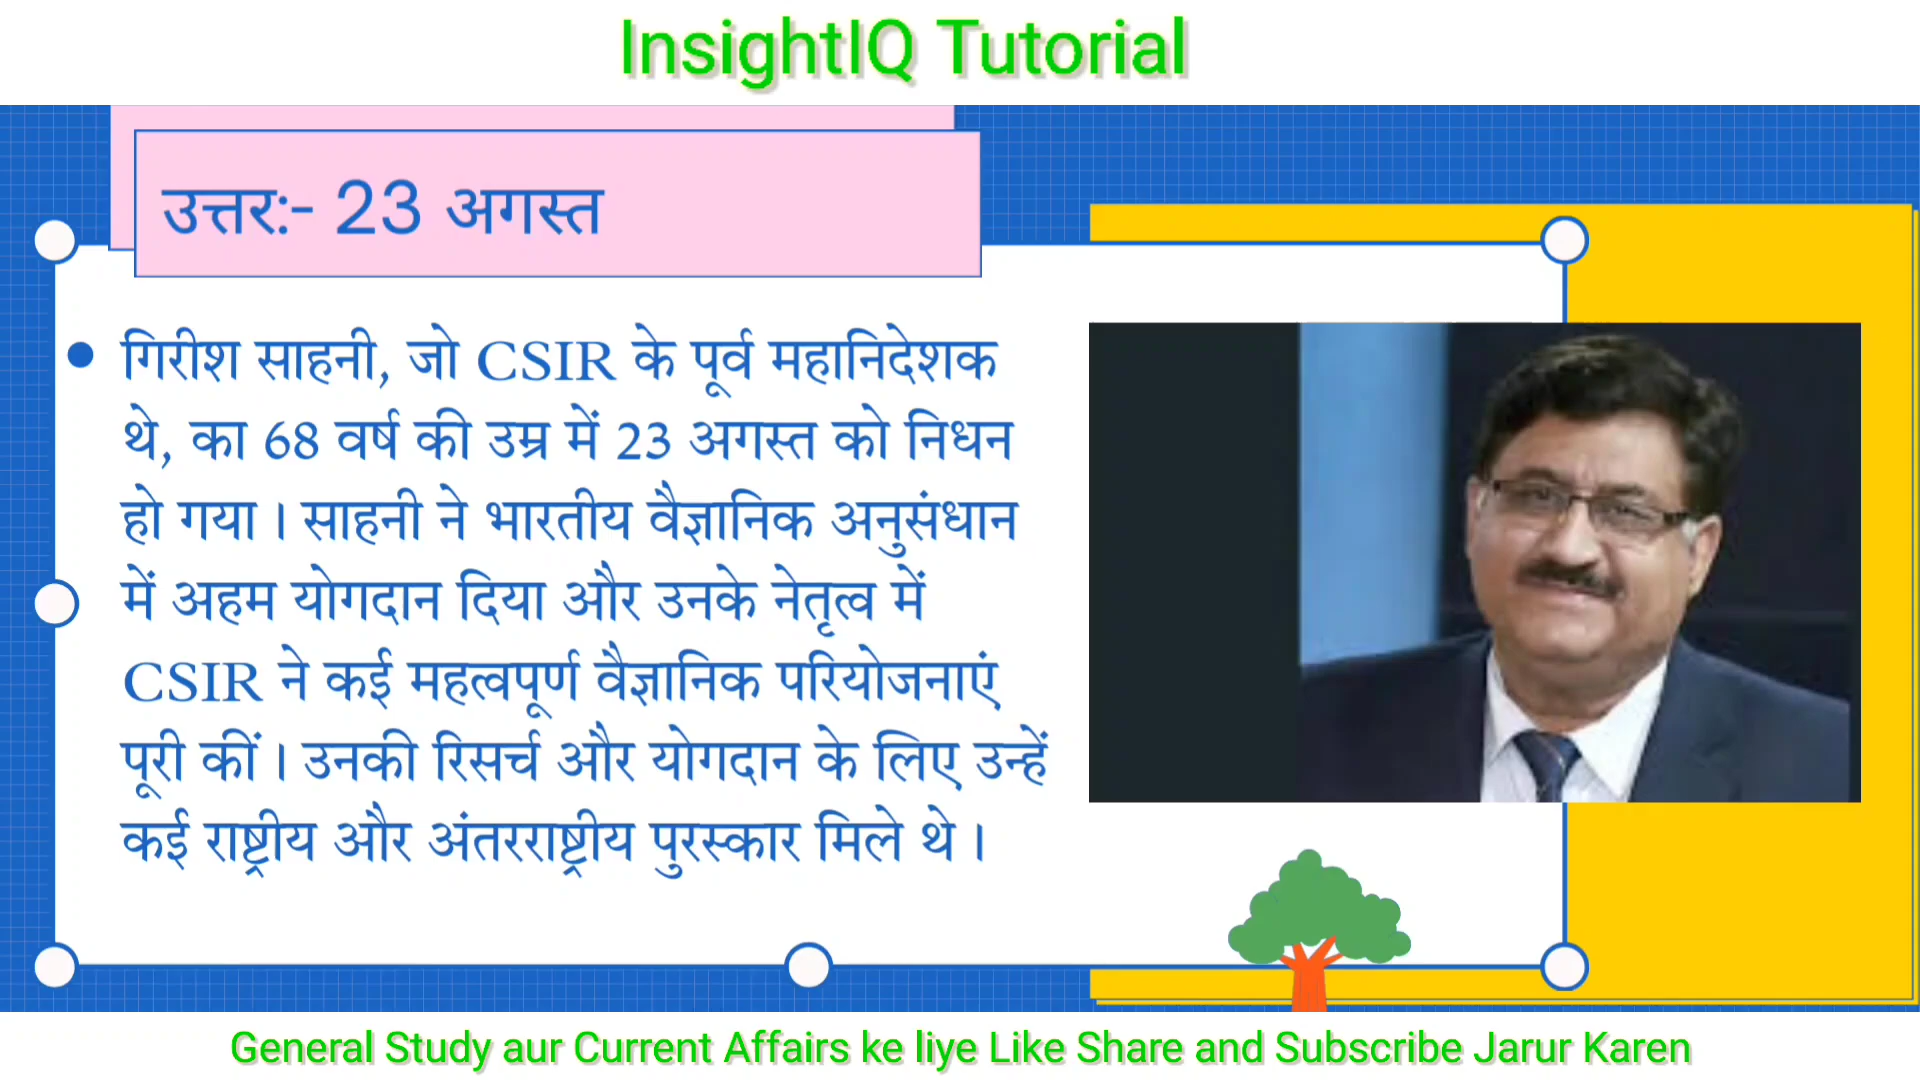 InsightIQ Tutorial
उत्तर:- 23 अगस्त
गिरीश साहनी, जो CSIR के पूर्व महानिदेशक
थे, का 68 वर्ष की उम्र में 23 अगस्त को निधन
हो गया। साहनी ने भारतीय वैज्ञानिक अनुसंधान
में अहम योगदान दिया और उनके नेतृत्व में
CSIR ने कई महत्वपूर्ण वैज्ञानिक परियोजनाएं
पूरी कीं। उनकी रिसर्च और योगदान के लिए उन्हें
कई राष्ट्रीय और अंतरराष्ट्रीय पुरस्कार मिले थे।
General Study aur Current Affairs ke liye Like Share and Subscribe Jarur Karen